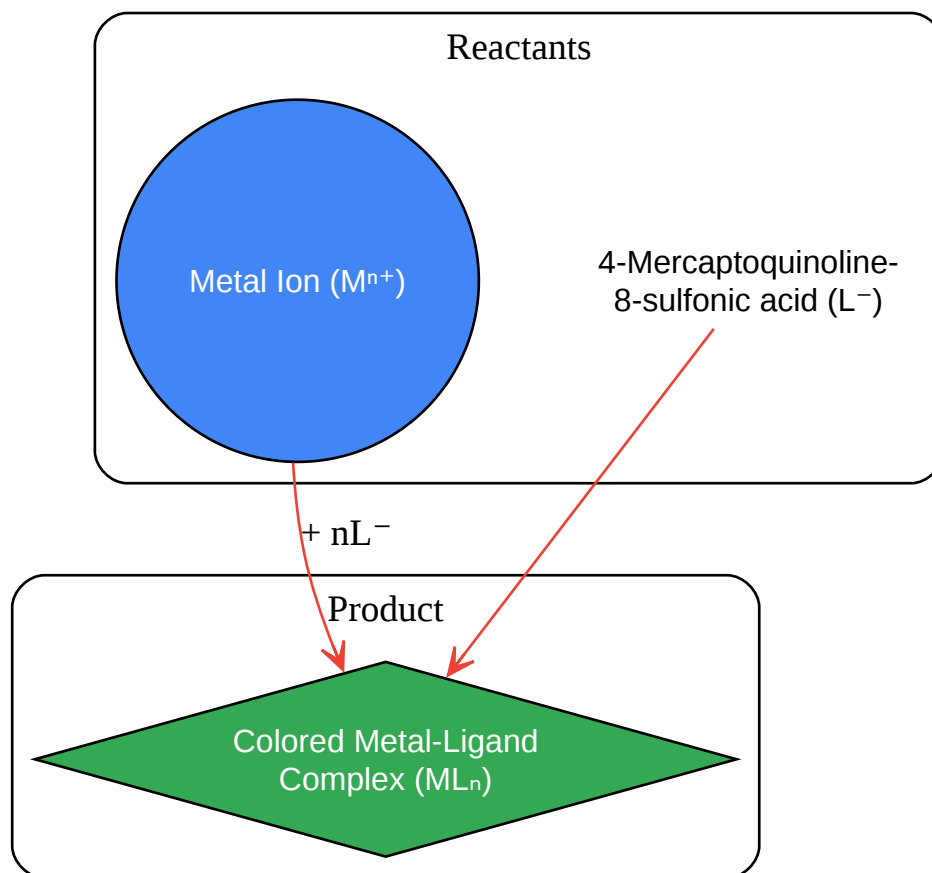 Reactants
Metal Ion (Mⁿ⁺)
4-Mercaptoquinoline-
8-sulfonic acid (L⁻)
+ nL⁻
Product
Colored Metal-Ligand
Complex (MLₙ)